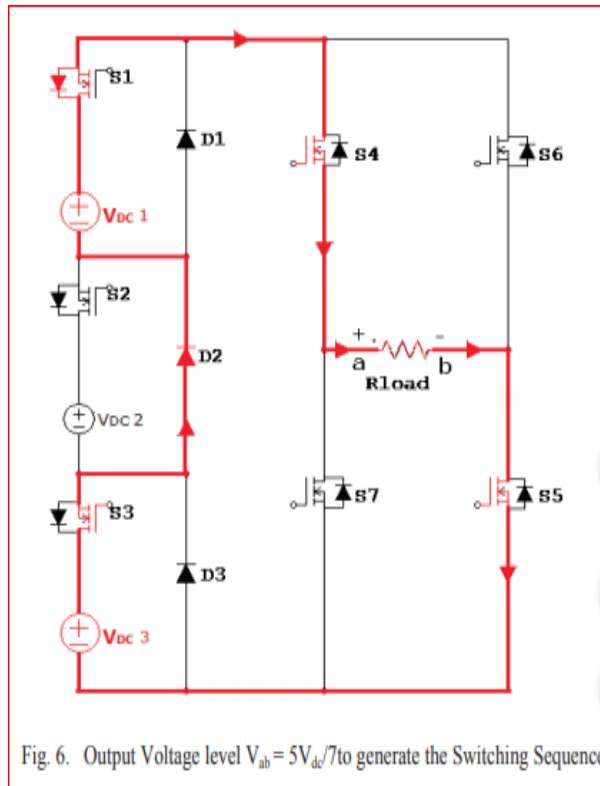 S1
D1
S4
S6
VDC 1
S2
D2
+ -
a b
Rload
VDC 2
S3
S7
S5
D3
VDC 3
Fig. 6. Output Voltage level Vab = 5Vdc/7to generate the Switching Sequence